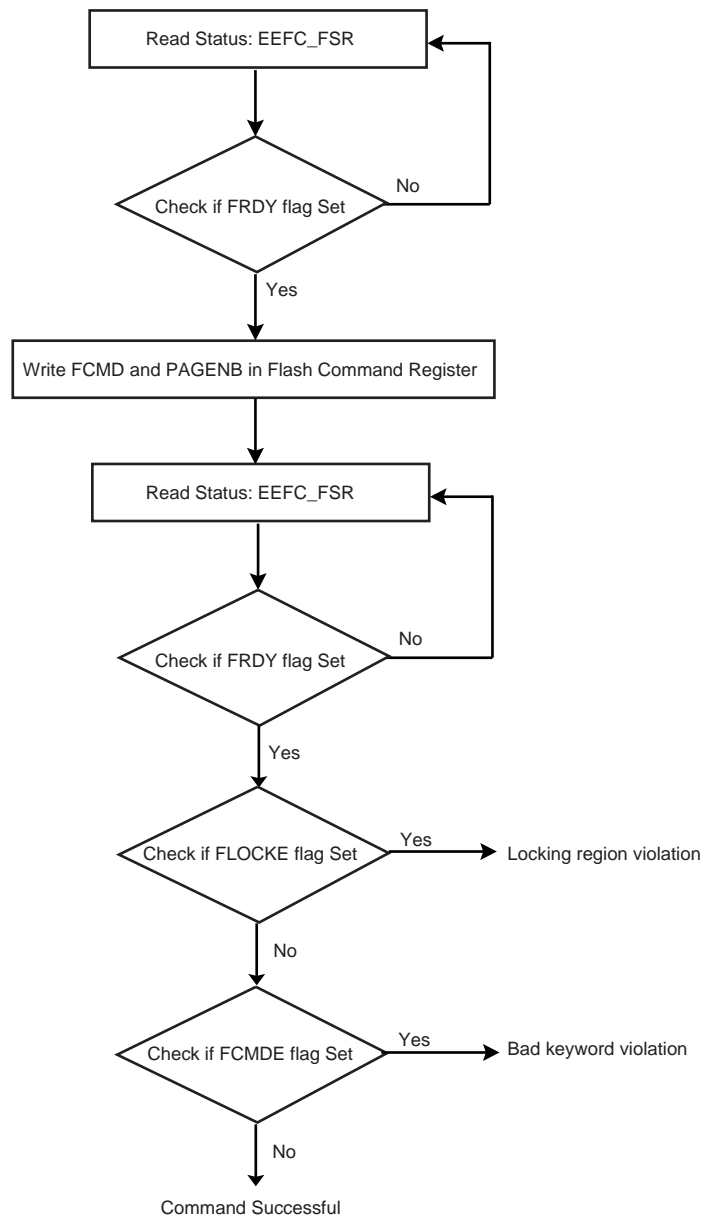 Read Status: EEFC_FSR
Check if FRDY flag Set
No
Yes
Write FCMD and PAGENB in Flash Command Register
Read Status: EEFC_FSR
Check if FRDY flag Set
No
Yes
Check if FLOCKE flag Set
Yes
Locking region violation
No
Check if FCMDE flag Set
Yes
Bad keyword violation
No
Command Successful